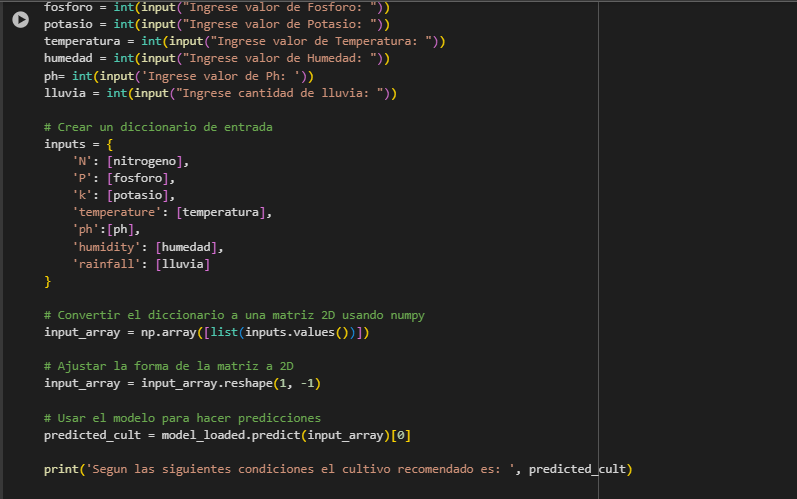 fosforo = int(input("Ingrese valor de Fosforo: "))
potasio = int(input("Ingrese valor de Potasio: "))
temperatura = int(input("Ingrese valor de Temperatura: "))
humedad = int(input("Ingrese valor de Humedad: "))
ph= int(input('Ingrese valor de Ph: '))
lluvia = int(input("Ingrese cantidad de lluvia: "))
# Crear un diccionario de entrada
inputs = {
'N': [nitrogeno],
'P': [fosforo],
'k': [potasio],
'temperature': [temperatura],
'ph':[ph],
'humidity': [humedad],
'rainfall': [lluvia]
}
# Convertir el diccionario a una matriz 2D usando numpy
input_array = np.array([list(inputs.values())])
# Ajustar la forma de la matriz a 2D
input_array = input_array.reshape(1, -1)
# Usar el modelo para hacer predicciones
predicted_cult = model_loaded.predict(input_array)[0]
print('Segun las siguientes condiciones el cultivo recomendado es: ', predicted_cult)